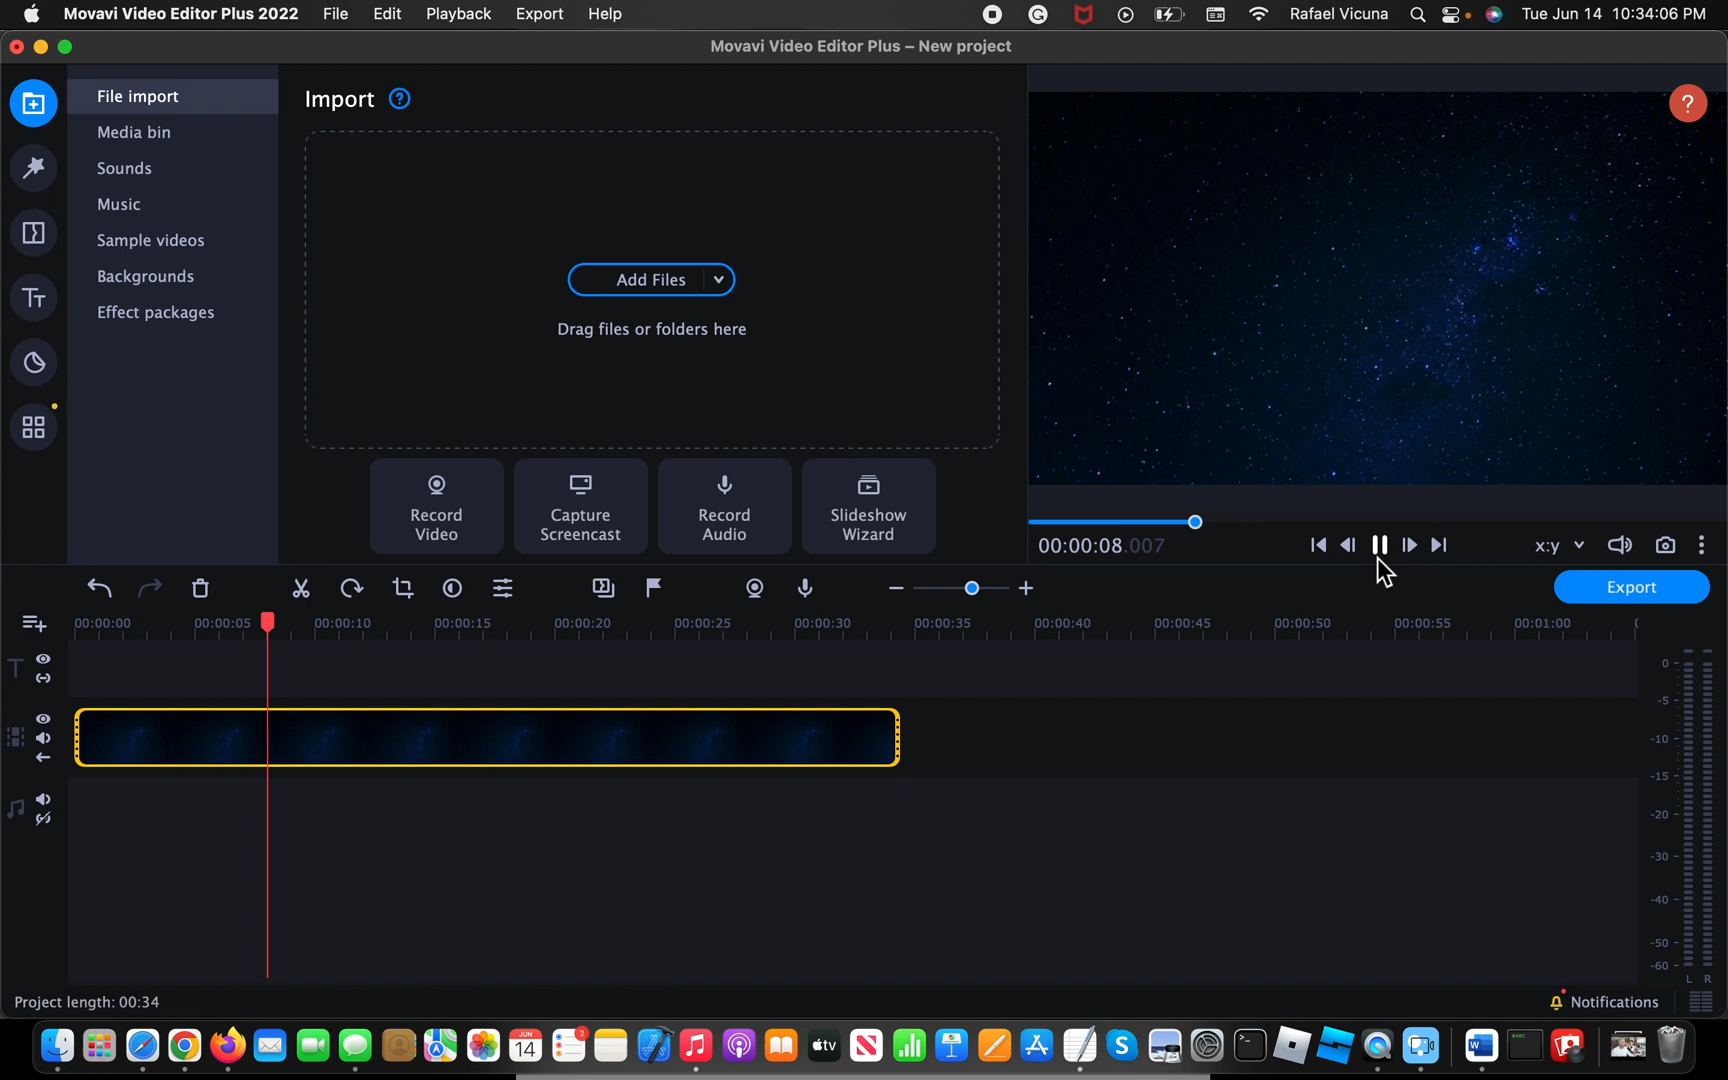 Movavi Video Editor Plus 2022 File Edit Playback Export Help Rafael Vicuna Tue Jun 14 10:34:06 PM
Movavi Video Editor Plus – New project
File import
Media bin
Sounds
Music
Sample videos
Backgrounds
Effect packages
Import ?
Add Files
Drag files or folders here
Record
Video
Capture
Screencast
Record
Audio
Slideshow
Wizard
?
00:00:08.007
x:y
Export
00:00:00 00:00:05 00:00:10 00:00:15 00:00:20 00:00:25 00:00:30 00:00:35 00:00:40 00:00:45 00:00:50 00:00:55 00:01:00
T
Tт
0
-5
-10
-15
-20
-30
-40
-50
-60
L R
Project length: 00:34
Notifications
JUN
14
2
tv
exec